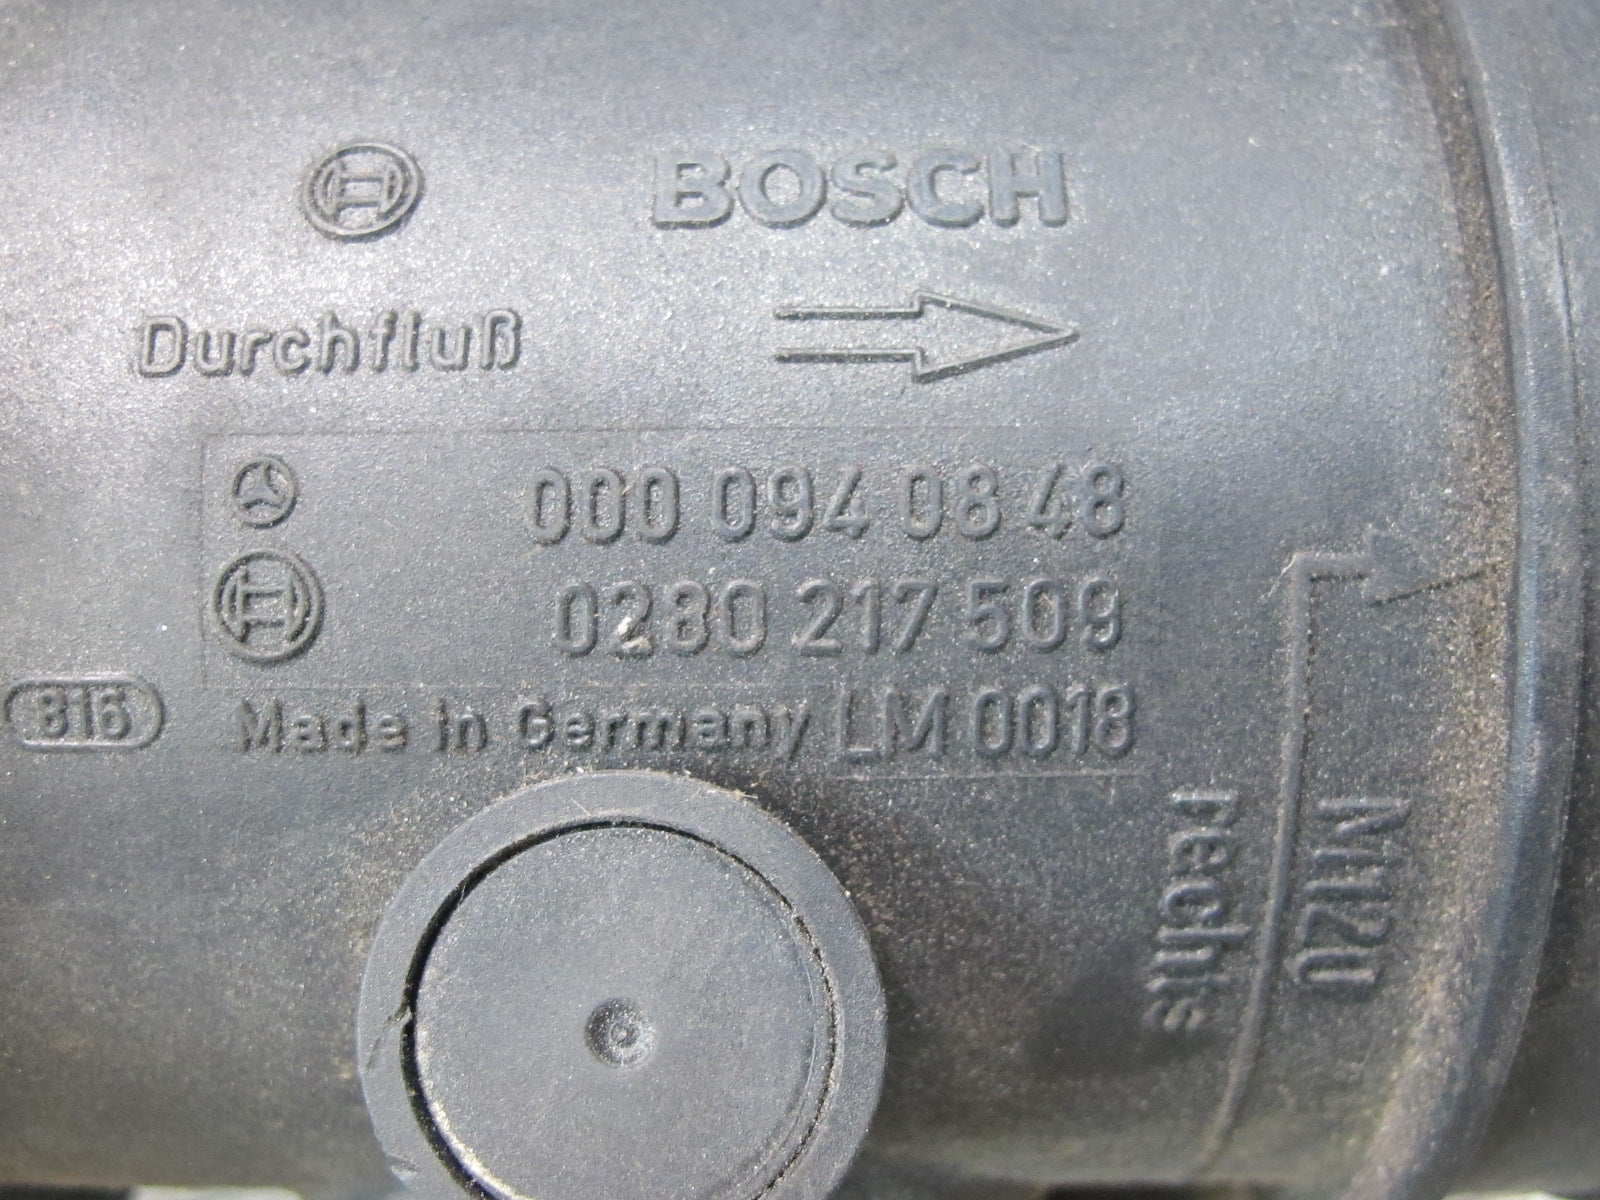 BOSCH
Durchfluß
000 094 08 48
0280 217 509
816
Made in Germany LM 0018
M120
rechts